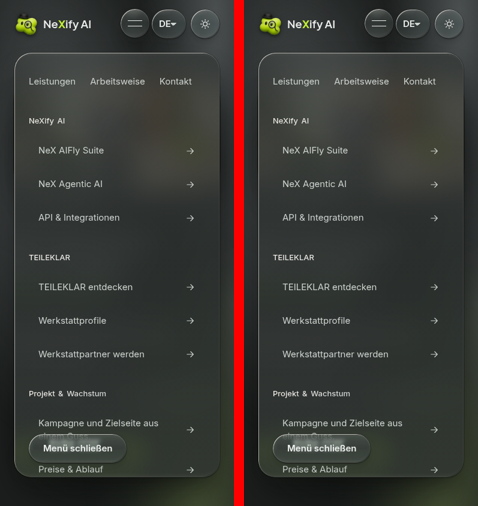 NeXify AI
DE
Leistungen Arbeitsweise Kontakt
NeXify AI
NeX AIFly Suite →
NeX Agentic AI →
API & Integrationen →
TEILEKLAR
TEILEKLAR entdecken →
Werkstattprofile →
Werkstattpartner werden →
Projekt & Wachstum
Kampagne und Zielseite aus →
Menü schließen
Preise & Ablauf
NeXify AI
DE
Leistungen Arbeitsweise Kontakt
NeXify AI
NeX AIFly Suite →
NeX Agentic AI →
API & Integrationen →
TEILEKLAR
TEILEKLAR entdecken →
Werkstattprofile →
Werkstattpartner werden →
Projekt & Wachstum
Kampagne und Zielseite aus →
Menü schließen
Preise & Ablauf